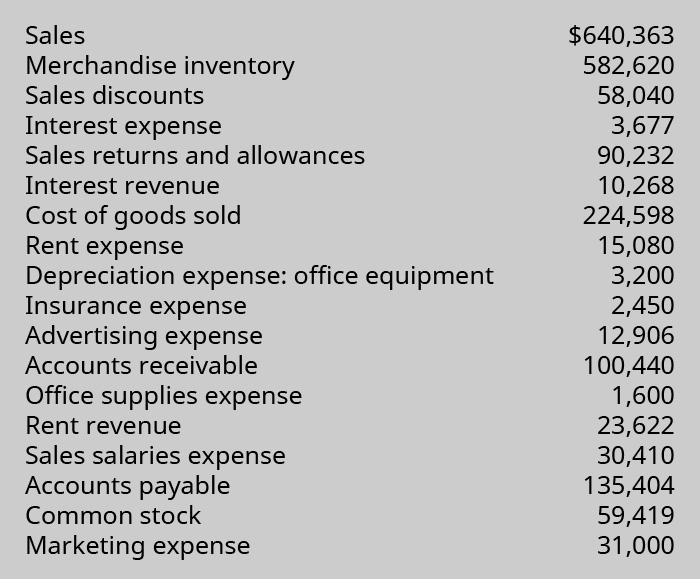 Sales $640,363
Merchandise inventory 582,620
Sales discounts 58,040
Interest expense 3,677
Sales returns and allowances 90,232
Interest revenue 10,268
Cost of goods sold 224,598
Rent expense 15,080
Depreciation expense: office equipment 3,200
Insurance expense 2,450
Advertising expense 12,906
Accounts receivable 100,440
Office supplies expense 1,600
Rent revenue 23,622
Sales salaries expense 30,410
Accounts payable 135,404
Common stock 59,419
Marketing expense 31,000